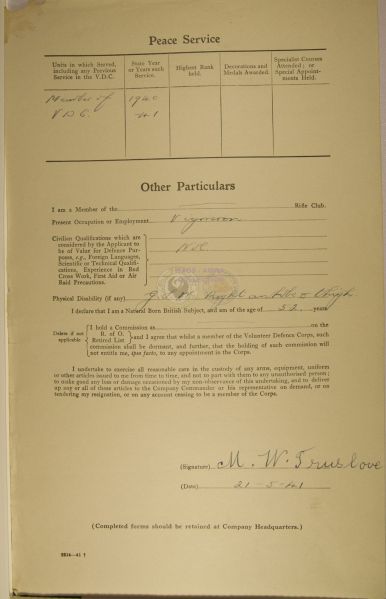 Peace Service
Units in which Served, including any Previous Service in the V.D.C.
State Year or Years each Service.
Highest Rank held.
Decorations and Medals Awarded.
Specialist Courses Attended; or Special Appointments Held.
Member of 1940
V.D.C. 41
Other Particulars
I am a Member of the Rifle Club.
Present Occupation or Employment
Civilian Qualifications which are
considered by the Applicant to
be of Value for Defence Pur-
poses, e.g., Foreign Languages,
Scientific or Technical Qualifi-
cations, Experience in Red
Cross Work, First Aid or Air
Raid Precautions.
Nil
Physical Disability (if any)
I declare that I am a Natural Born British Subject, and am of the age of 52 years
Delete if not applicable
I hold a Commission as on the
R. of O.
Retired List
and I agree that whilst a member of the Volunteer Defence Corps, such
commission shall be dormant, and further, that the holding of such commission will
not entitle me, ipso facto, to any appointment in the Corps.
I undertake to exercise all reasonable care in the custody of any arms, equipment, uniform
or other articles issued to me from time to time, and not to part with them to any unauthorised person;
to make good any loss or damage occasioned by my non-observance of this undertaking, and to deliver
up any or all of these articles to the Company Commander or his representative on demand, or on
tendering my resignation, or on any account ceasing to be a member of the Corps.
(Signature) M. W. Truslove
(Date) 21-5-41
(Completed forms should be retained at Company Headquarters.)